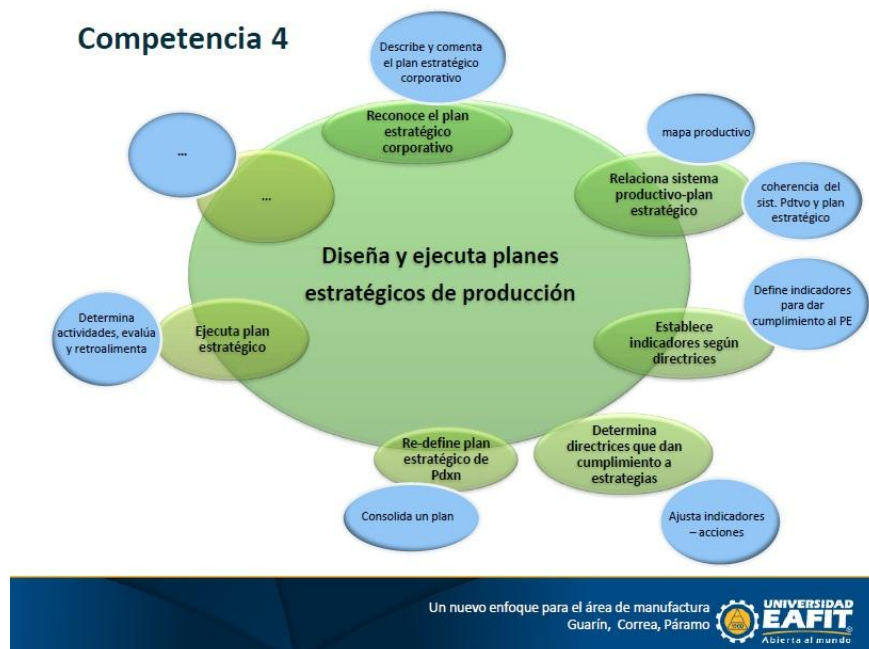 Competencia 4
Describe y comenta
el plan estratégico
corporativo
Reconoce el plan
estratégico
corporativo
mapa productivo
Relaciona sistema
productivo-plan
estratégico
coherencia del
sist. Pdtvo y plan
estratégico
...
...
Diseña y ejecuta planes
estratégicos de producción
Define indicadores
para dar
cumplimiento al PE
Establece
indicadores según
directrices
Determina
actividades, evalúa
y retroalimenta
Ejecuta plan
estratégico
Determina
directrices que dan
cumplimiento a
estrategias
Re-define plan
estratégico de
Pdxn
Consolida un plan
Ajusta indicadores
– acciones
Un nuevo enfoque para el área de manufactura
Guarín, Correa, Páramo
UNIVERSIDAD
EAFIT
Abierta al mundo